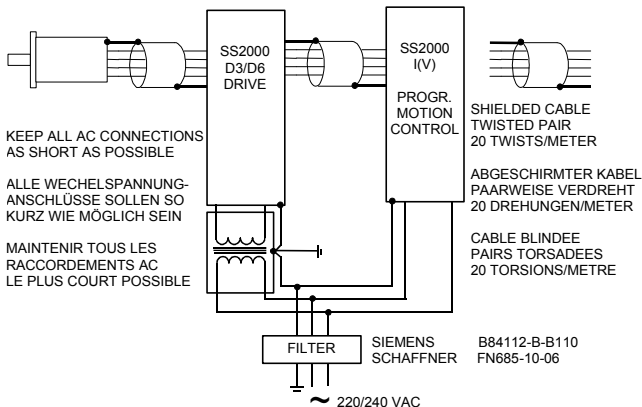 SS2000
D3/D6
DRIVE
SS2000
I(V)
PROGR.
MOTION
CONTROL
KEEP ALL AC CONNECTIONS
AS SHORT AS POSSIBLE
ALLE WECHELSPANNUNG-
ANSCHLÜSSE SOLLEN SO
KURZ WIE MÖGLICH SEIN
MAINTENIR TOUS LES
RACCORDEMENTS AC
LE PLUS COURT POSSIBLE
SHIELDED CABLE
TWISTED PAIR
20 TWISTS/METER
ABGESCHIRMTER KABEL
PAARWEISE VERDREHT
20 DREHUNGEN/METER
CABLE BLINDEE
PAIRS TORSADEES
20 TORSIONS/METRE
FILTER
SIEMENS B84112-B-B110
SCHAFFNER FN685-10-06
~ 220/240 VAC